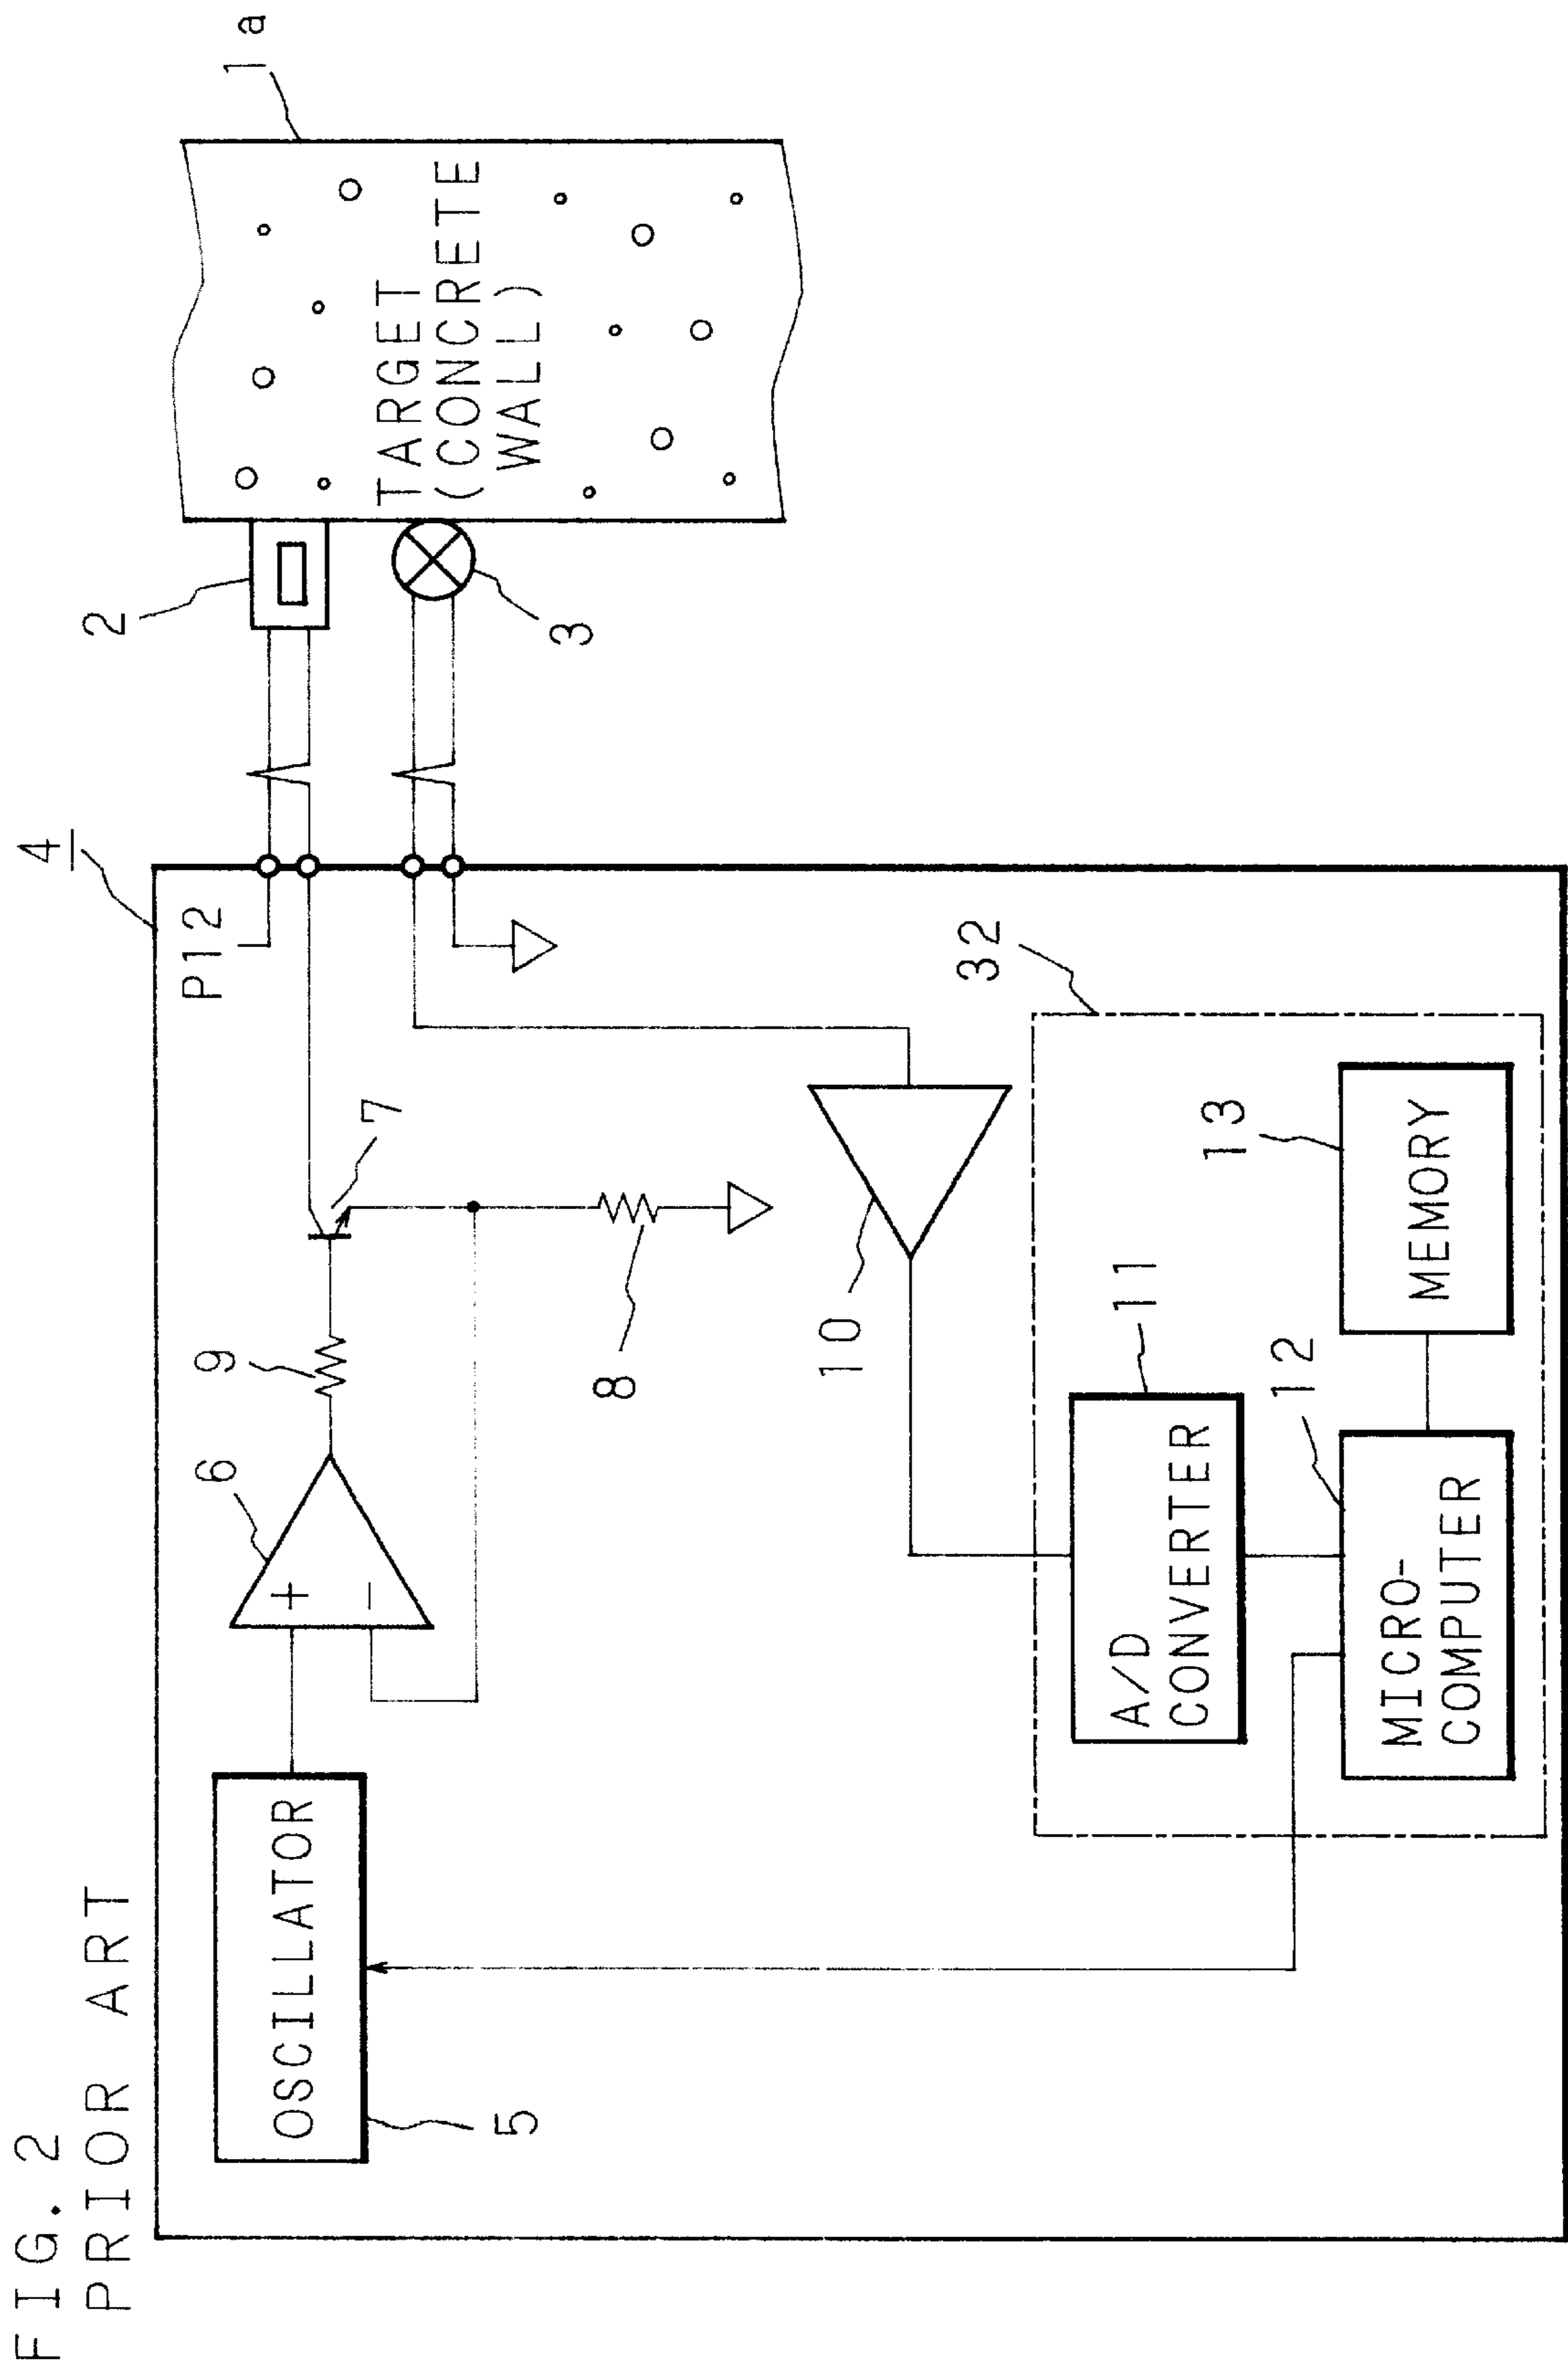 FIG. 2
PRIOR ART
4
2
1a
P12
TARGET
(CONCRETE
WALL)
3
OSCILLATOR
5
6
+
−
9
7
8
10
32
A/D
CONVERTER
11
MICRO-
COMPUTER
12
MEMORY
13